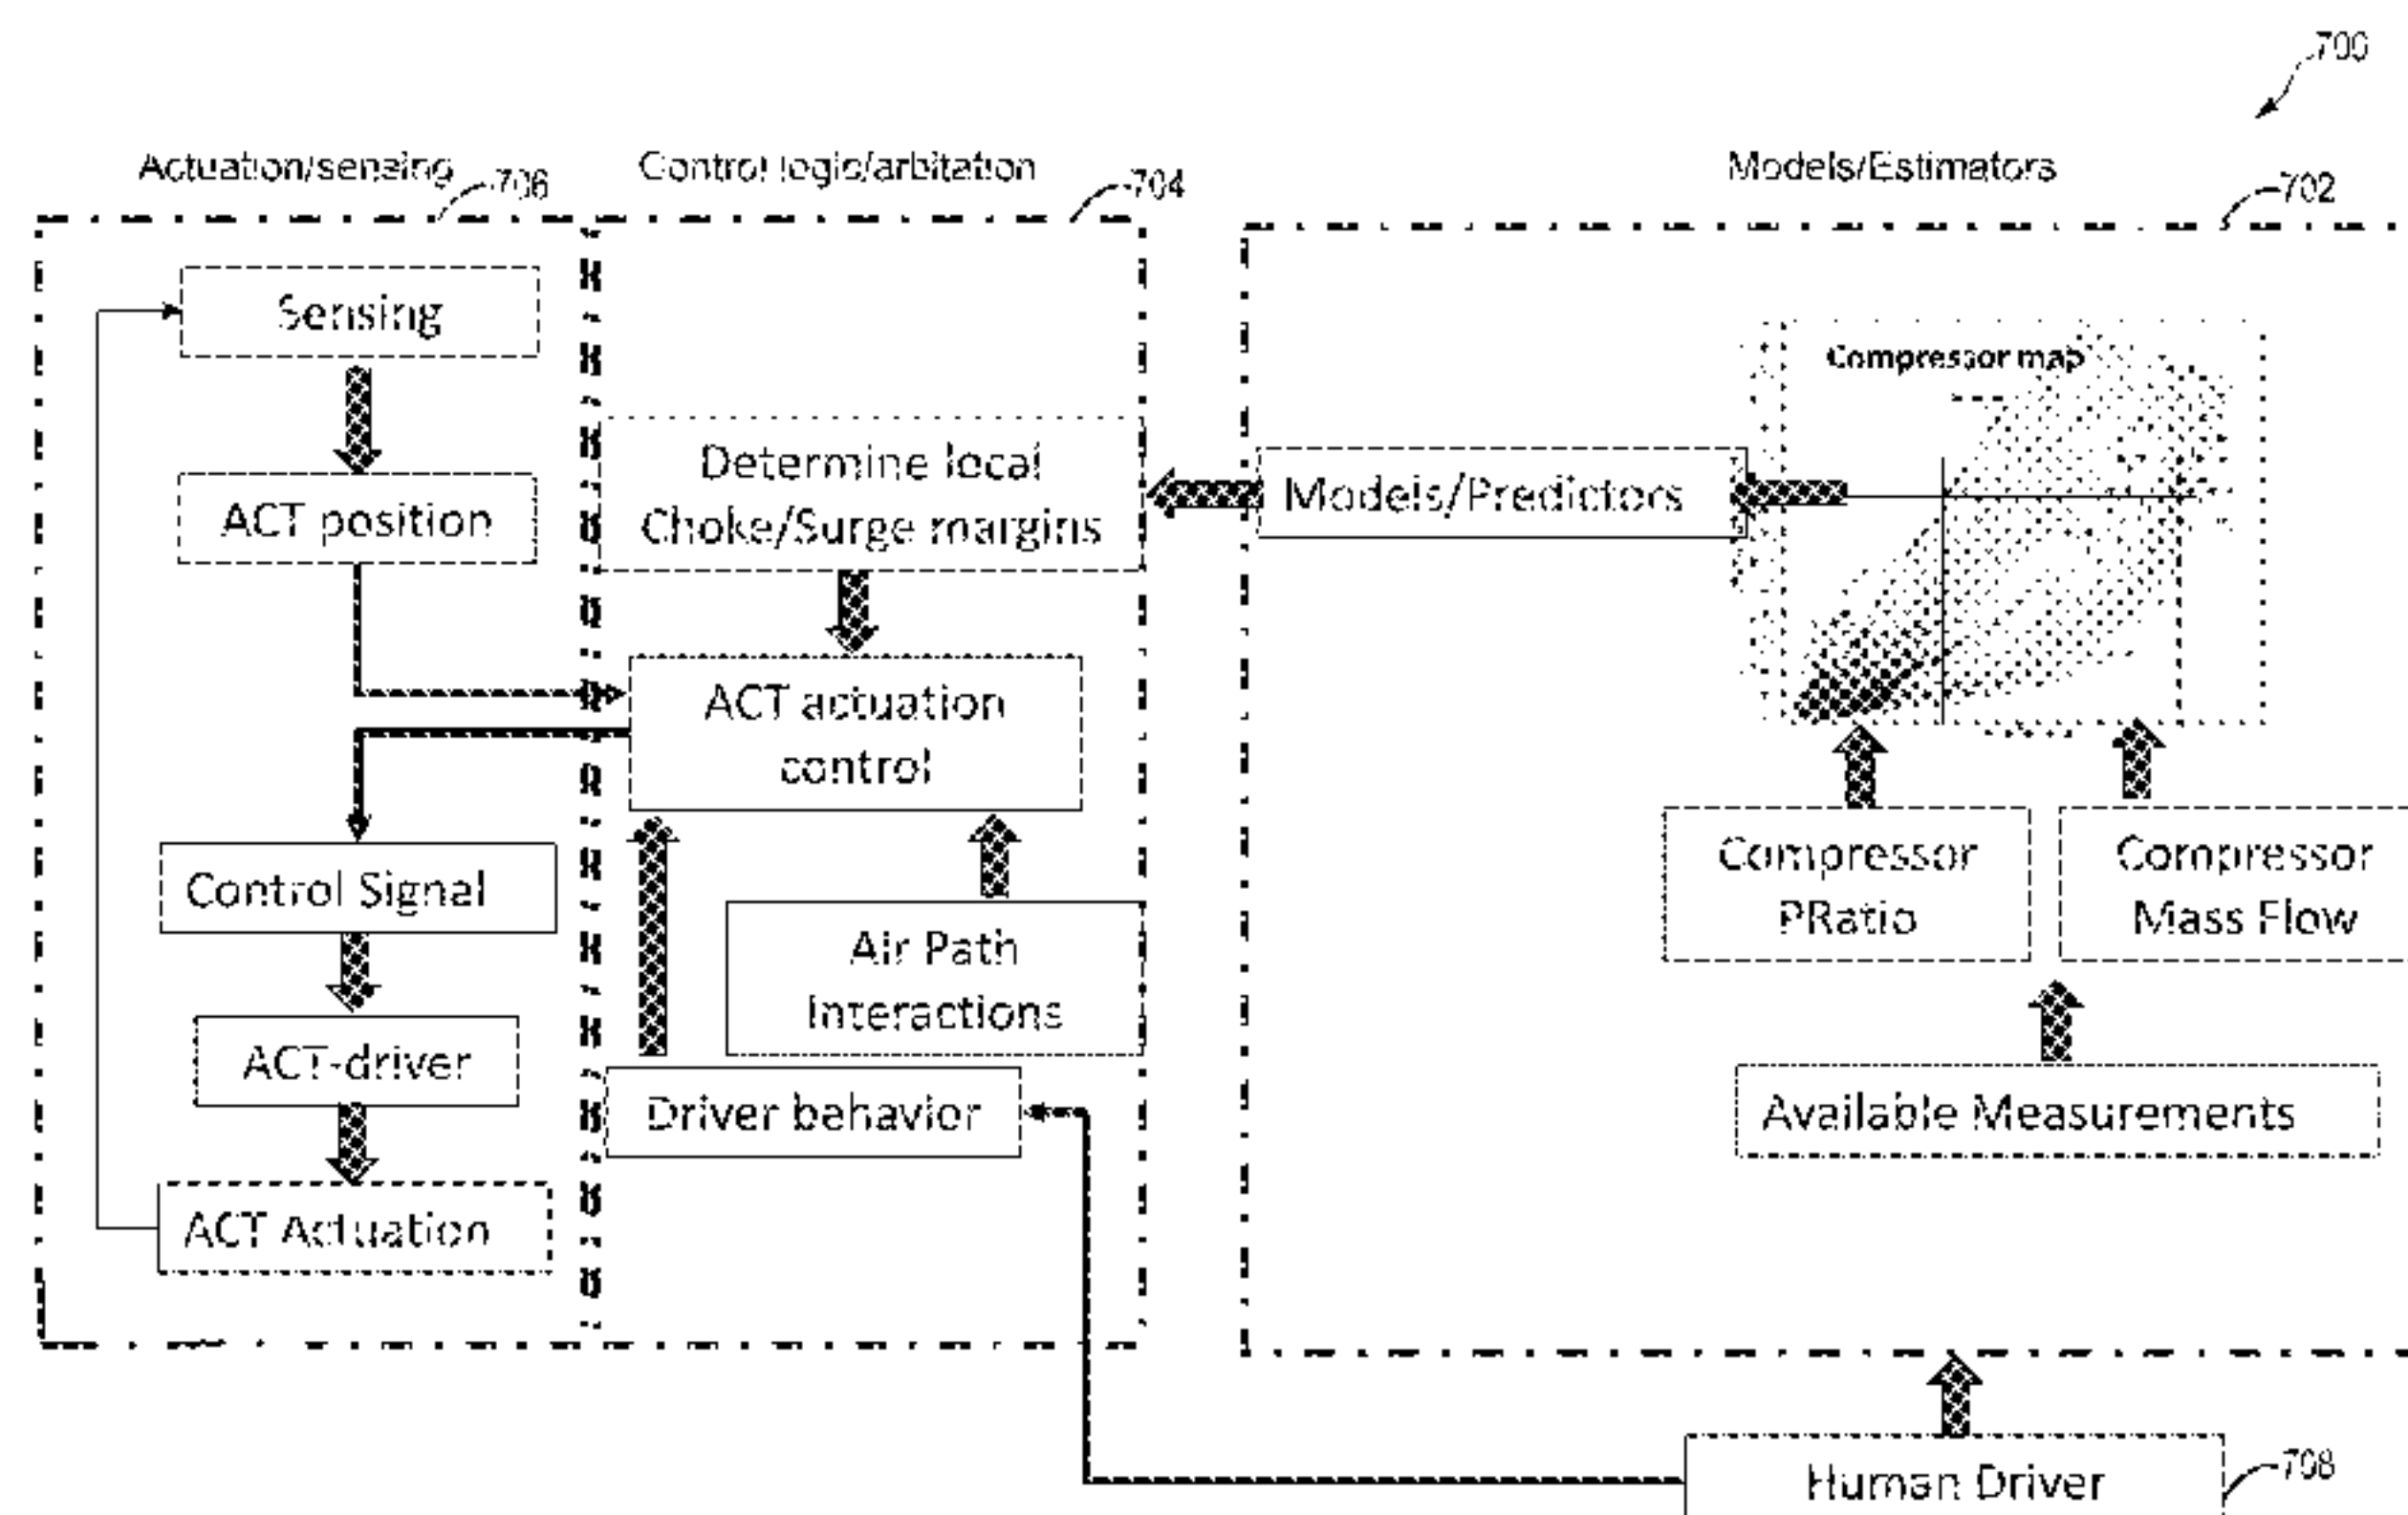 700
Actuation/sensing
706
Control logic/arbitation
704
Models/Estimators
702
Sensing
ACT position
Control Signal
ACT-driver
ACT Actuation
Determine local
Choke/Surge margins
ACT actuation
control
Air Path
Interactions
Driver behavior
Models/Predictors
Compressor map
Compressor
PRatio
Compressor
Mass Flow
Available Measurements
Human Driver
708